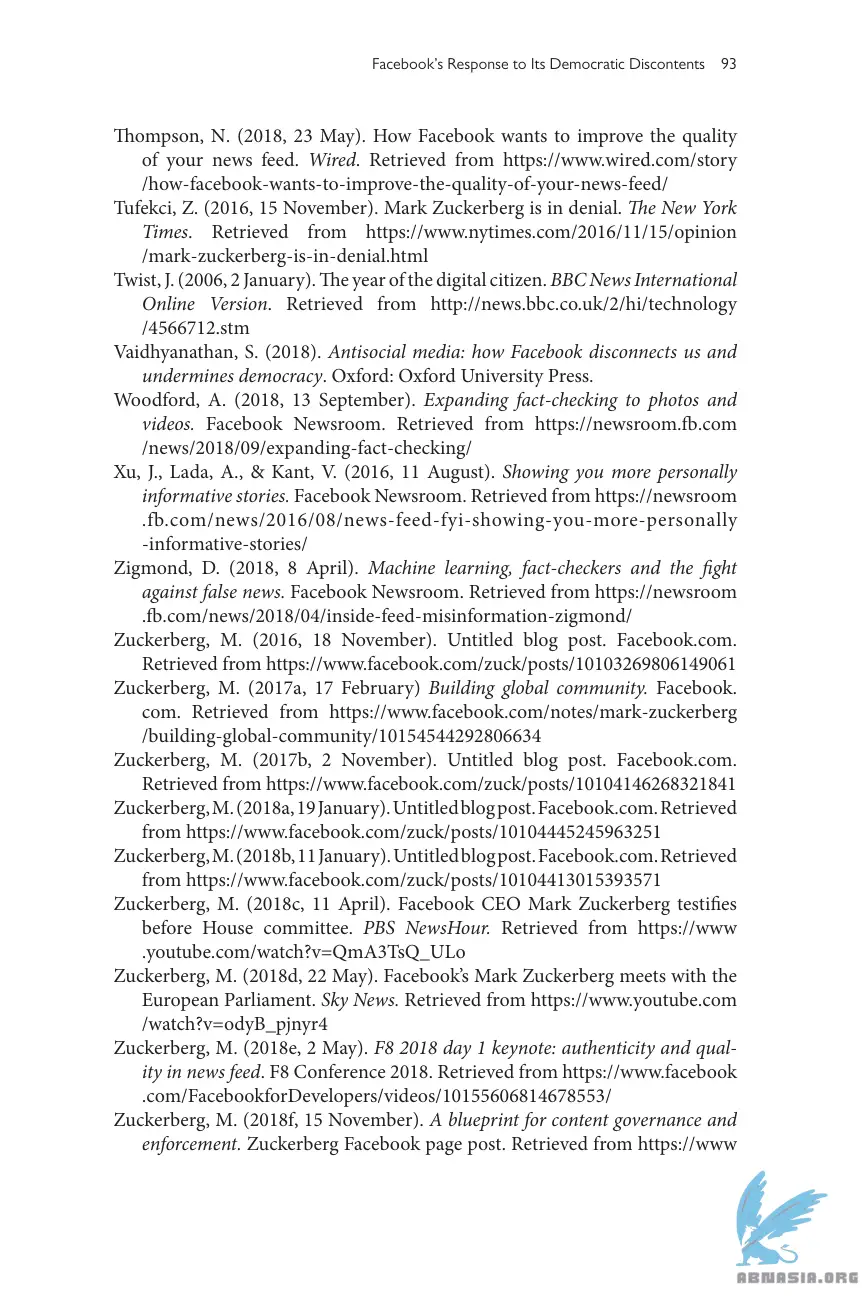 Facebook's Response to Its Democratic Discontents 93
Thompson, N. (2018, 23 May). How Facebook wants to improve the quality
of your news feed. Wired. Retrieved from https://www.wired.com/story
/how-facebook-wants-to-improve-the-quality-of-your-news-feed/
Tufekci, Z. (2016, 15 November). Mark Zuckerberg is in denial. The New York
Times. Retrieved from https://www.nytimes.com/2016/11/15/opinion
/mark-zuckerberg-is-in-denial.html
Twist, J. (2006, 2 January). The year of the digital citizen. BBC News International
Online Version. Retrieved from http://news.bbc.co.uk/2/hi/technology
/4566712.stm
Vaidhyanathan, S. (2018). Antisocial media: how Facebook disconnects us and
undermines democracy. Oxford: Oxford University Press.
Woodford, A. (2018, 13 September). Expanding fact-checking to photos and
videos. Facebook Newsroom. Retrieved from https://newsroom.fb.com
/news/2018/09/expanding-fact-checking/
Xu, J., Lada, A., & Kant, V. (2016, 11 August). Showing you more personally
informative stories. Facebook Newsroom. Retrieved from https://newsroom
.fb.com/news/2016/08/news-feed-fyi-showing-you-more-personally
-informative-stories/
Zigmond, D. (2018, 8 April). Machine learning, fact-checkers and the fight
against false news. Facebook Newsroom. Retrieved from https://newsroom
.fb.com/news/2018/04/inside-feed-misinformation-zigmond/
Zuckerberg, M. (2016, 18 November). Untitled blog post. Facebook.com.
Retrieved from https://www.facebook.com/zuck/posts/10103269806149061
Zuckerberg, M. (2017a, 17 February) Building global community. Facebook.
com. Retrieved from https://www.facebook.com/notes/mark-zuckerberg
/building-global-community/10154544292806634
Zuckerberg, M. (2017b, 2 November). Untitled blog post. Facebook.com.
Retrieved from https://www.facebook.com/zuck/posts/10104146268321841
Zuckerberg, M. (2018a, 19 January). Untitled blog post. Facebook.com. Retrieved
from https://www.facebook.com/zuck/posts/10104445245963251
Zuckerberg, M. (2018b, 11 January). Untitled blog post. Facebook.com. Retrieved
from https://www.facebook.com/zuck/posts/10104413015393571
Zuckerberg, M. (2018c, 11 April). Facebook CEO Mark Zuckerberg testifies
before House committee. PBS NewsHour. Retrieved from https://www
.youtube.com/watch?v=QmA3TsQ_ULo
Zuckerberg, M. (2018d, 22 May). Facebook's Mark Zuckerberg meets with the
European Parliament. Sky News. Retrieved from https://www.youtube.com
/watch?v=odyB_pjnyr4
Zuckerberg, M. (2018e, 2 May). F8 2018 day 1 keynote: authenticity and qual-
ity in news feed. F8 Conference 2018. Retrieved from https://www.facebook
.com/FacebookforDevelopers/videos/10155606814678553/
Zuckerberg, M. (2018f, 15 November). A blueprint for content governance and
enforcement. Zuckerberg Facebook page post. Retrieved from https://www
ABNASIA.ORG